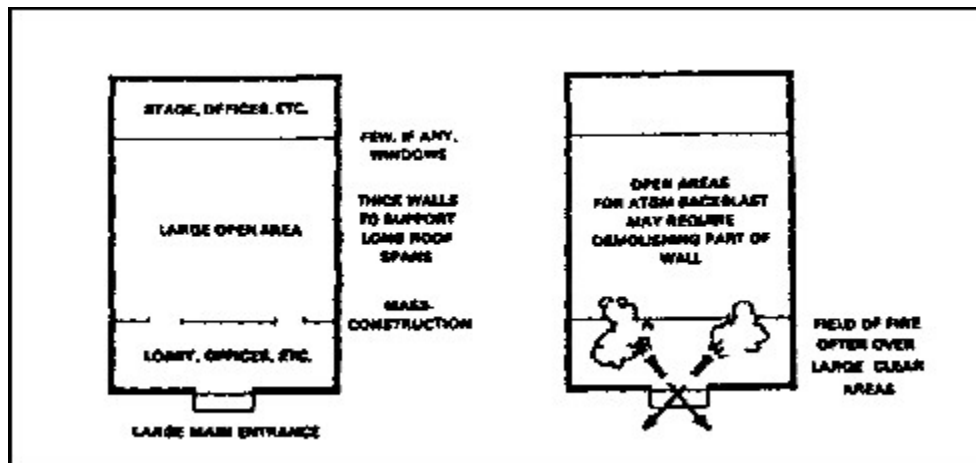 STAGE, OFFICES, ETC.
FEW, IF ANY,
WINDOWS
THICK WALLS
TO SUPPORT
LONG ROOF
SPANS
LARGE OPEN AREA
MASS-
CONSTRUCTION
LOBBY, OFFICES, ETC.
LARGE MAIN ENTRANCE
OPEN AREAS
FOR ATGM BACKBLAST
MAY REQUIRE
DEMOLISHING PART OF
WALL
FIELD OF FIRE
OFTEN OVER
LARGE CLEAR
AREAS